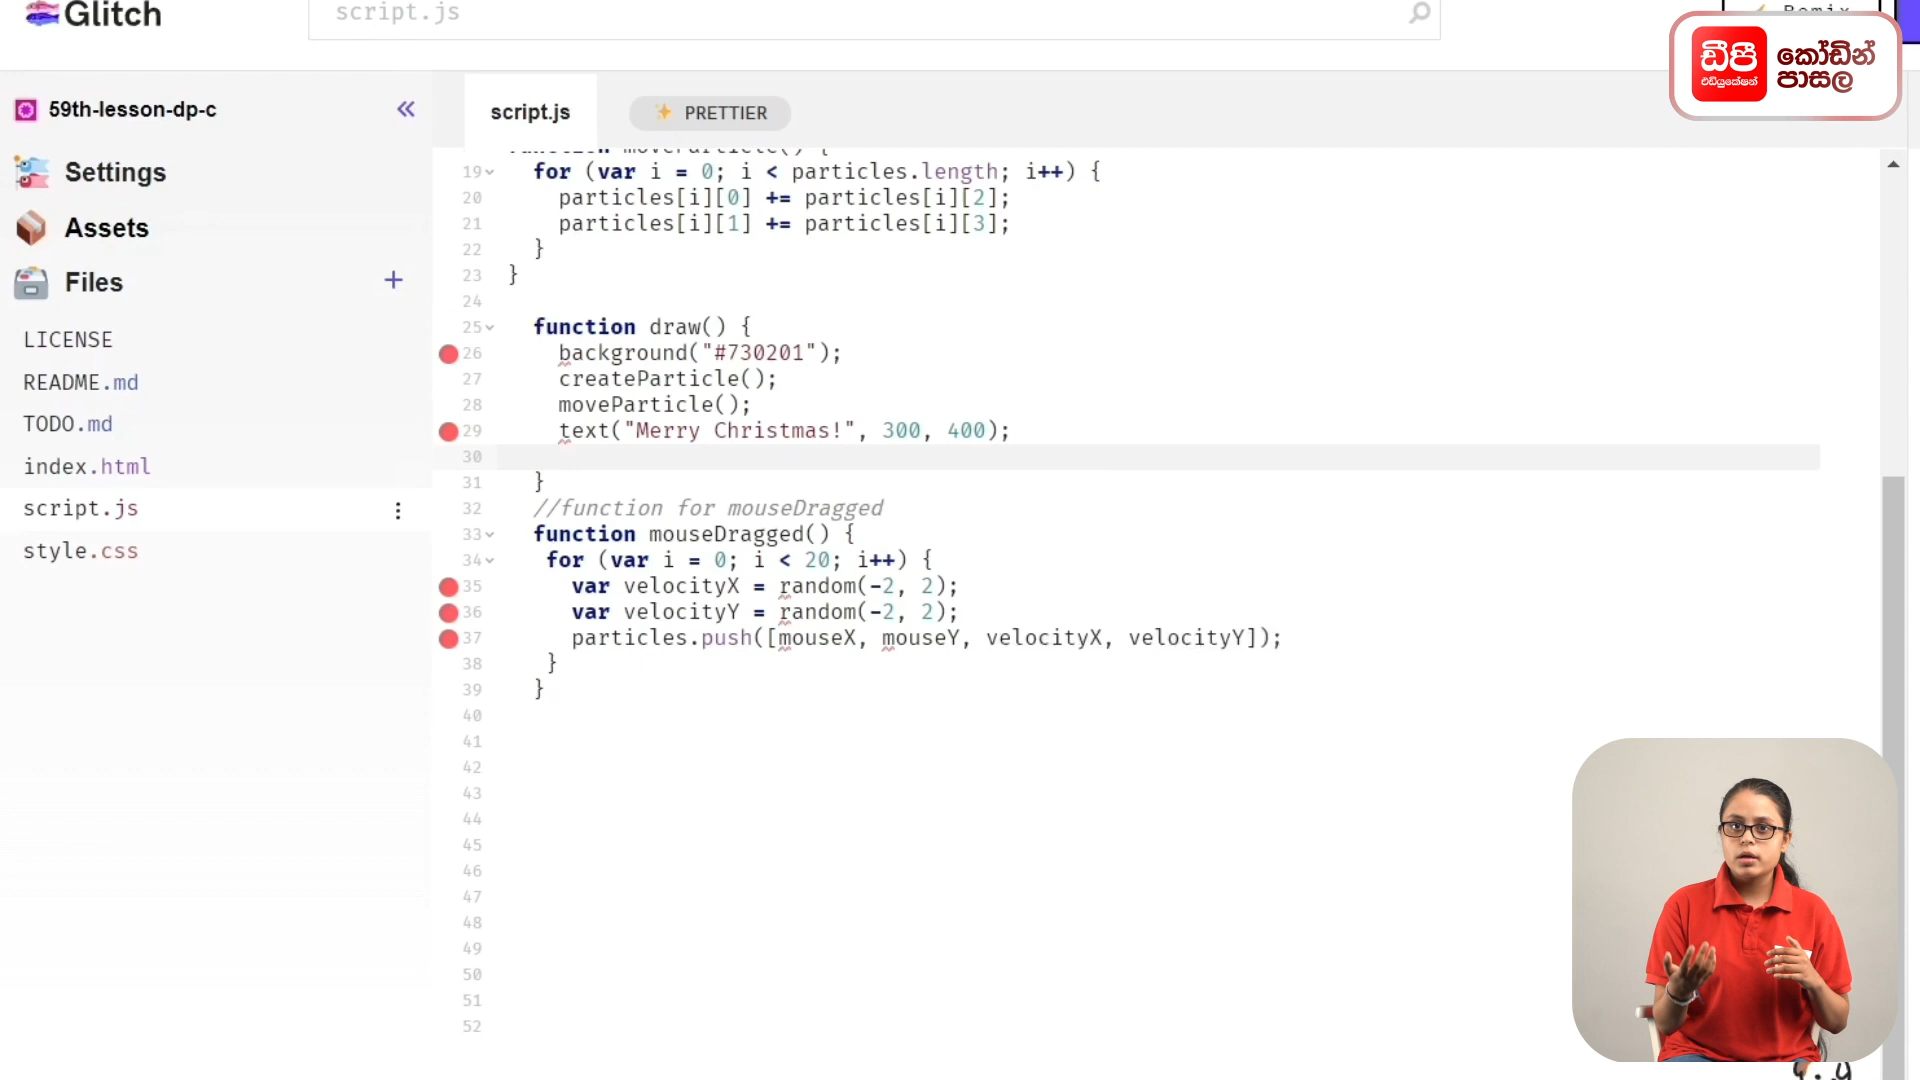 Glitch
script.js
Remix
ඩීපී
එඩියුකේෂන්
කෝඩින්
පාසල
59th-lesson-dp-c
script.js
PRETTIER
Settings
Assets
Files
LICENSE
README.md
TODO.md
index.html
script.js
style.css
function moveParticle() {
19 for (var i = 0; i < particles.length; i++) {
20 particles[i][0] += particles[i][2];
21 particles[i][1] += particles[i][3];
22 }
23 }
24
25 function draw() {
26 background("#730201");
27 createParticle();
28 moveParticle();
29 text("Merry Christmas!", 300, 400);
30
31 }
32 //function for mouseDragged
33 function mouseDragged() {
34 for (var i = 0; i < 20; i++) {
35 var velocityX = random(-2, 2);
36 var velocityY = random(-2, 2);
37 particles.push([mouseX, mouseY, velocityX, velocityY]);
38 }
39 }
40
41
42
43
44
45
46
47
48
49
50
51
52